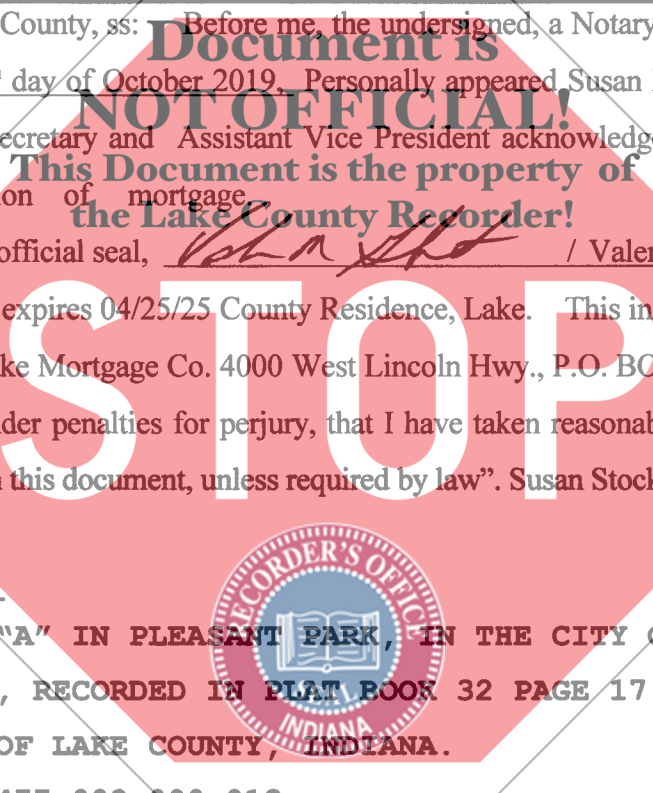 County, ss: Before me, the undersigned, a Notary
Document is
day of October 2019, Personally appeared Susan
NOT OFFICIAL!
ecretary and Assistant Vice President acknowledg
This Document is the property of
on of mortgage.
the Lake County Recorder!
official seal, / Valer
expires 04/25/25 County Residence, Lake. This in
ke Mortgage Co. 4000 West Lincoln Hwy., P.O. BO
der penalties for perjury, that I have taken reasonab
STOP
this document, unless required by law”. Susan Stock
RECORDER'S OFFICE
“A” IN PLEASANT PARK, IN THE CITY
, RECORDED IN PLAT BOOK 32 PAGE 17
SEAL
INDIANA
OF LAKE COUNTY, INDIANA.